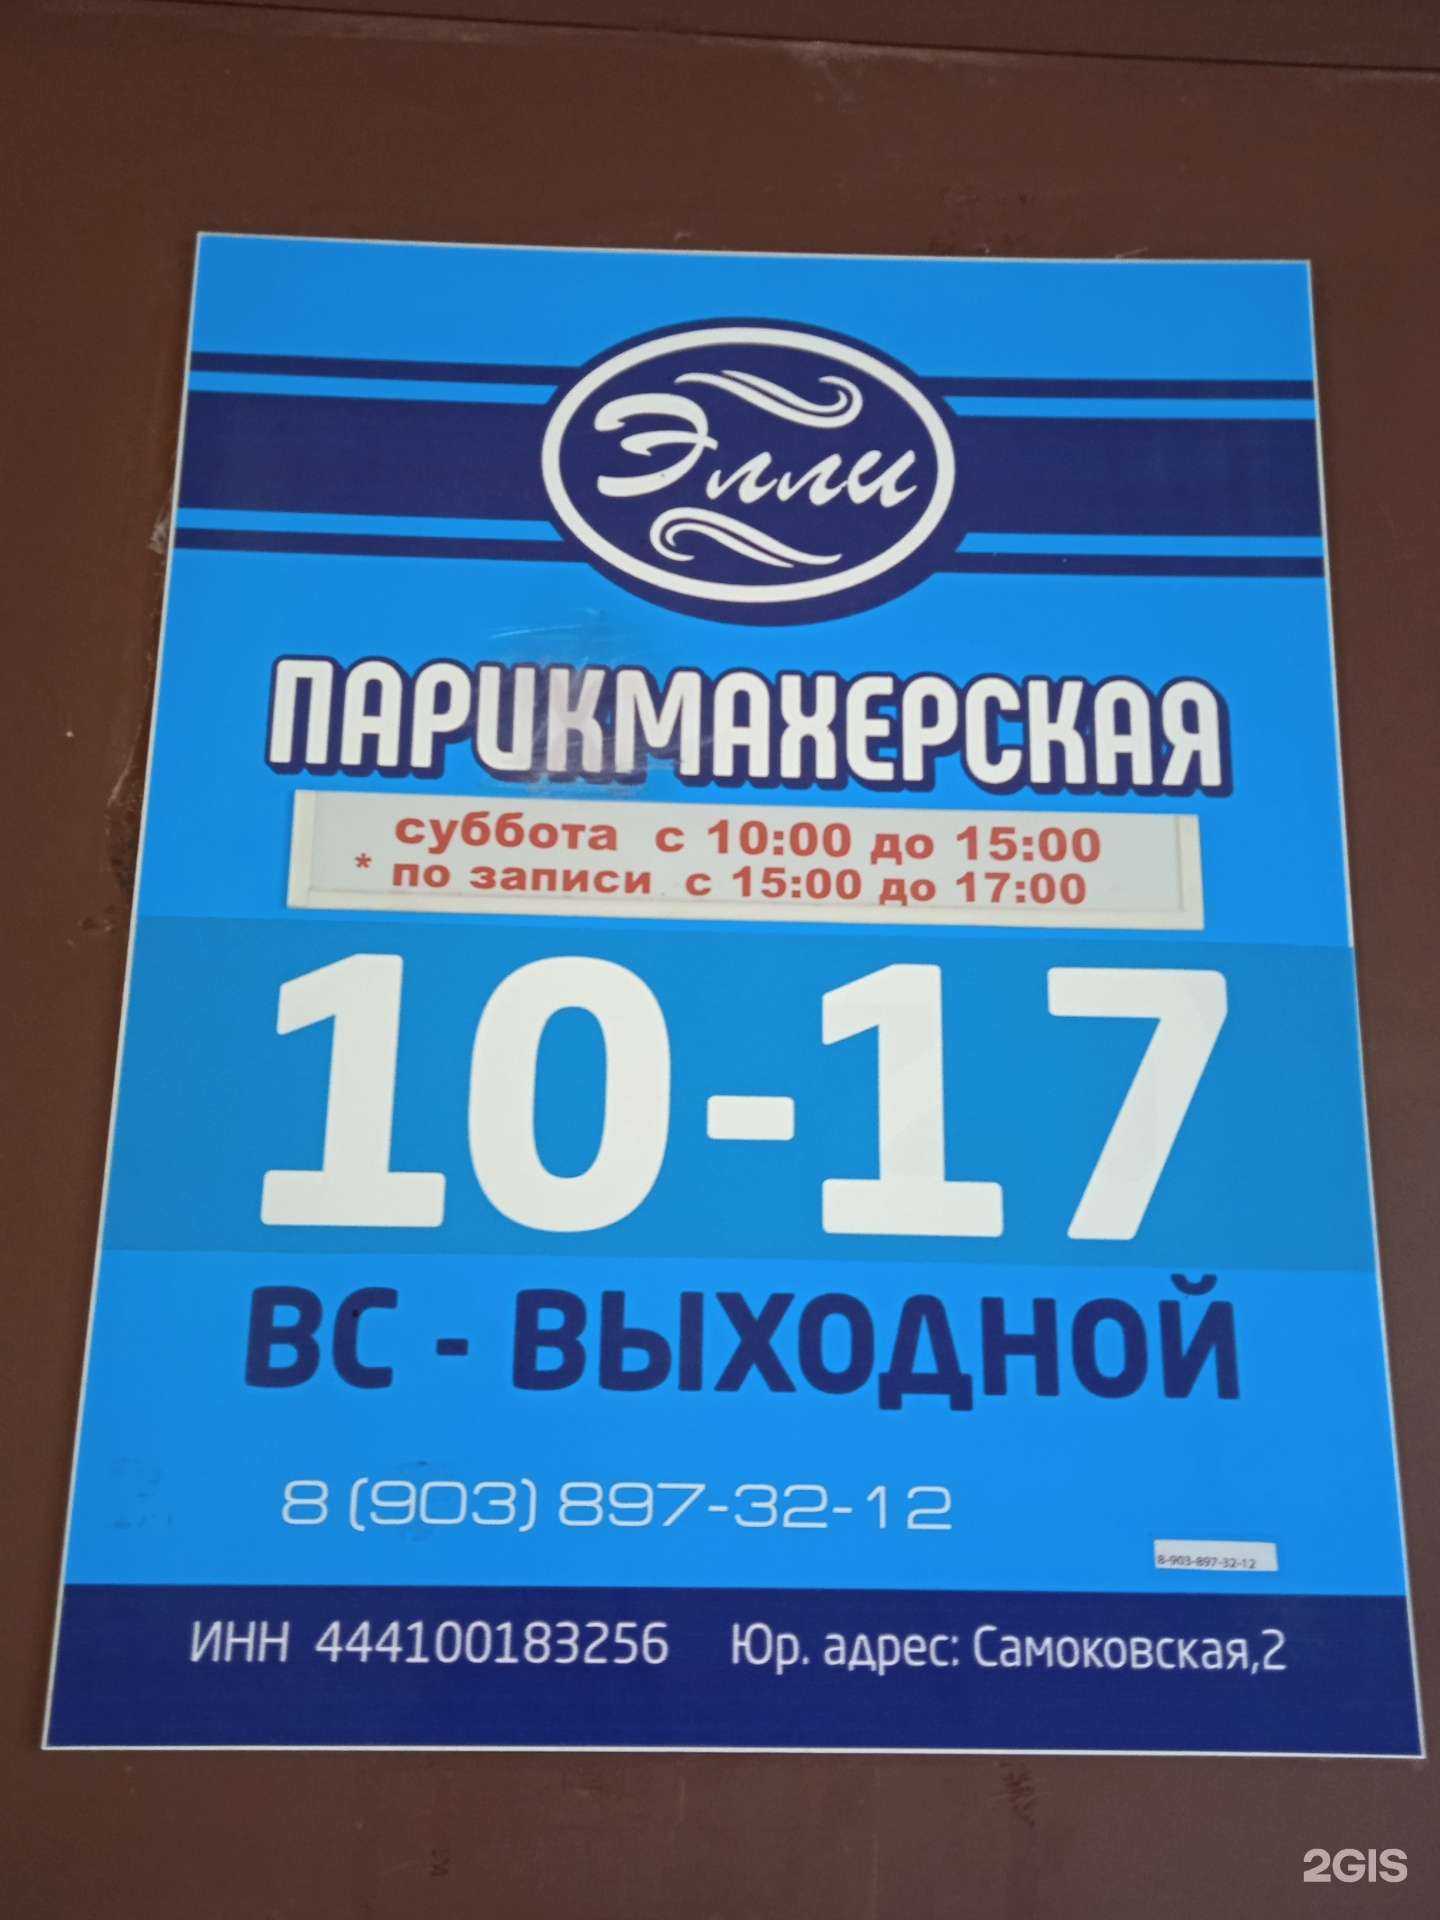 Элли
ПАРИКМАХЕРСКАЯ
суббота с 10:00 до 15:00
* по записи с 15:00 до 17:00
10-17
ВС - ВЫХОДНОЙ
8 (903) 897-32-12
8-903-897-32-12
ИНН 444100183256 Юр. адрес: Самоковская,2
2GIS